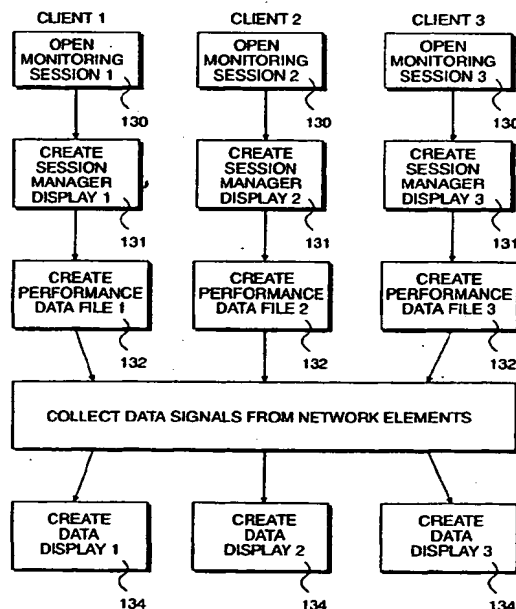 CLIENT 1 CLIENT 2 CLIENT 3
OPEN MONITORING SESSION 1
OPEN MONITORING SESSION 2
OPEN MONITORING SESSION 3
130 130 130
CREATE SESSION MANAGER DISPLAY 1
CREATE SESSION MANAGER DISPLAY 2
CREATE SESSION MANAGER DISPLAY 3
131 131 131
CREATE PERFORMANCE DATA FILE 1
CREATE PERFORMANCE DATA FILE 2
CREATE PERFORMANCE DATA FILE 3
132 132 132
COLLECT DATA SIGNALS FROM NETWORK ELEMENTS
CREATE DATA DISPLAY 1
CREATE DATA DISPLAY 2
CREATE DATA DISPLAY 3
134 134 134